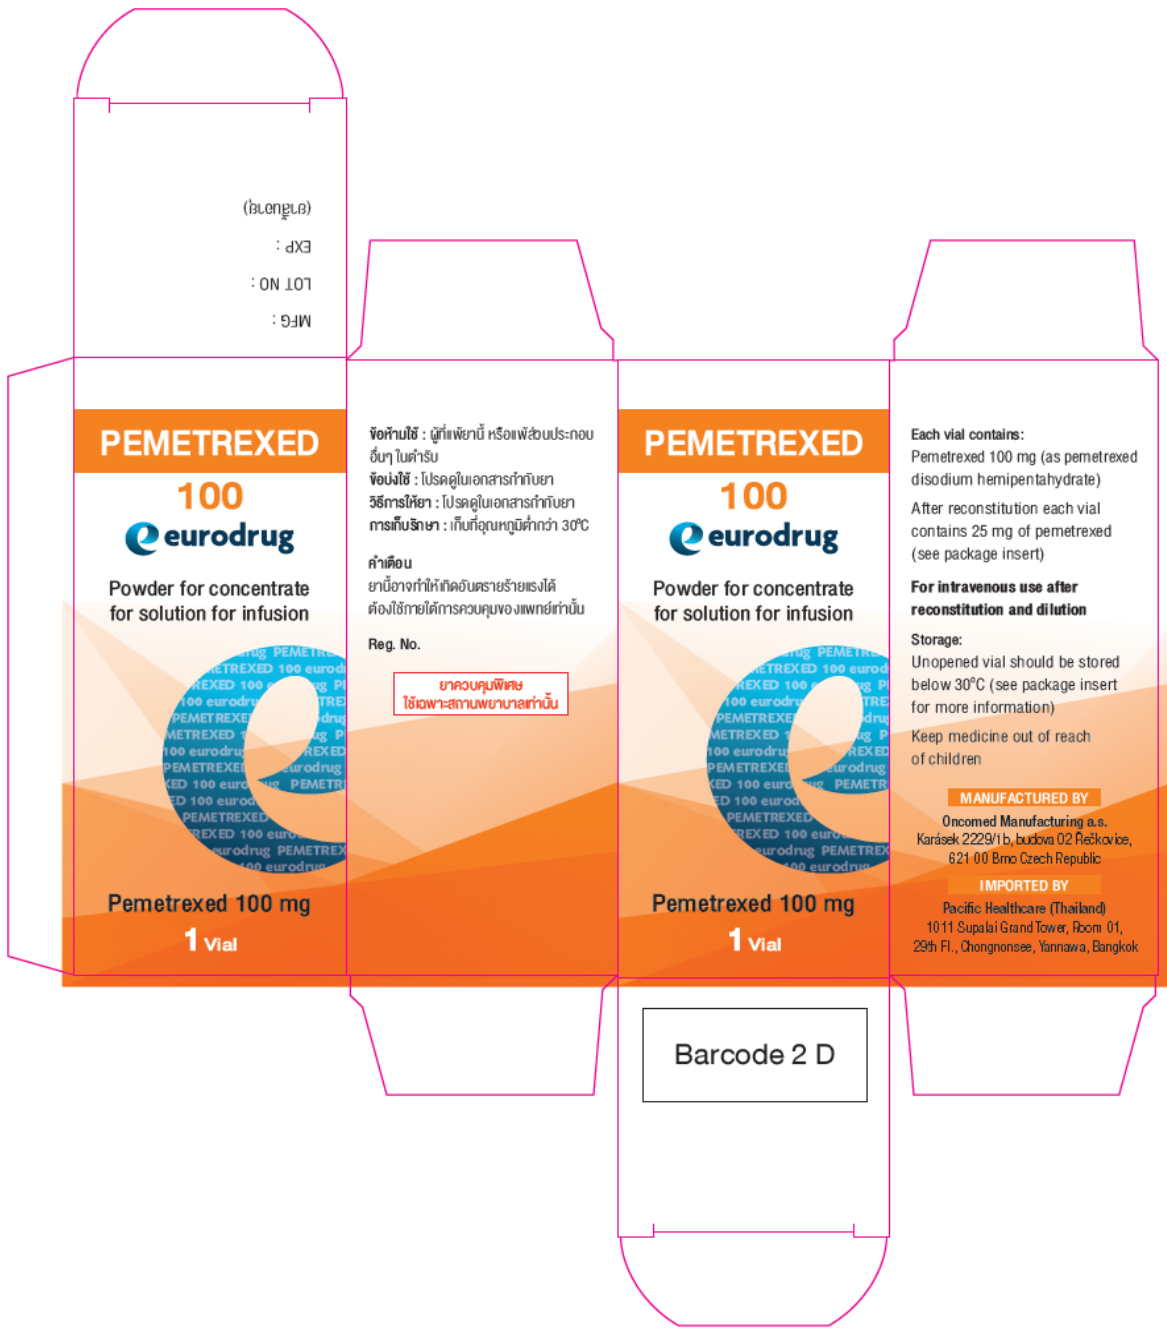 (ยาสิ้นอายุ)
EXP :
LOT NO :
MFG :
PEMETREXED
100
eurodrug
Powder for concentrate
for solution for infusion
Pemetrexed 100 mg
1 Vial
ข้อห้ามใช้ : ผู้ที่แพ้ยานี้ หรือแพ้ส่วนประกอบ
อื่นๆ ในตำรับ
ข้อบ่งใช้ : โปรดดูในเอกสารกำกับยา
วิธีการให้ยา : โปรดดูในเอกสารกำกับยา
การเก็บรักษา : เก็บที่อุณหภูมิต่ำกว่า 30°C
คำเตือน
ยานี้อาจทำให้เกิดอันตรายร้ายแรงได้
ต้องใช้ภายใต้การควบคุมของแพทย์เท่านั้น
Reg. No.
ยาควบคุมพิเศษ
ใช้เฉพาะสถานพยาบาลเท่านั้น
PEMETREXED
100
eurodrug
Powder for concentrate
for solution for infusion
Pemetrexed 100 mg
1 Vial
Each vial contains:
Pemetrexed 100 mg (as pemetrexed
disodium hemipentahydrate)
After reconstitution each vial
contains 25 mg of pemetrexed
(see package insert)
For intravenous use after
reconstitution and dilution
Storage:
Unopened vial should be stored
below 30°C (see package insert
for more information)
Keep medicine out of reach
of children
MANUFACTURED BY
Oncomed Manufacturing a.s.
Karásek 2229/1b, budova 02 Řečkovice,
621 00 Brno Czech Republic
IMPORTED BY
Pacific Healthcare (Thailand)
1011 Supalai Grand Tower, Room 01,
29th Fl., Chongnonsee, Yannawa, Bangkok
Barcode 2 D